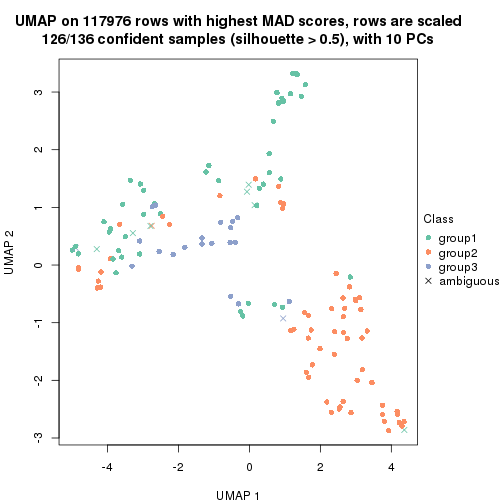 UMAP on 117976 rows with highest MAD scores, rows are scaled
126/136 confident samples (silhouette > 0.5), with 10 PCs
3
2
1
0
-1
-2
-3
UMAP 2
-4
-2
0
2
4
UMAP 1
Class
group1
group2
group3
ambiguous